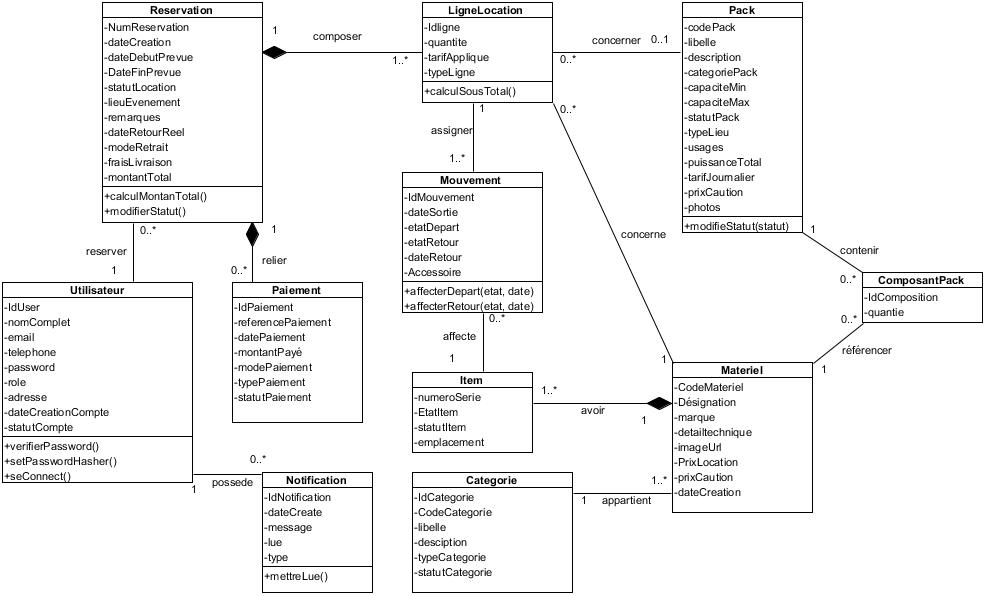 Reservation
-NumReservation
-dateCreation
-dateDebutPrevue
-DateFinPrevue
-statutLocation
-lieuEvenement
-remarques
-dateRetourReel
-modeRetrait
-fraisLivraison
-montantTotal
+calculMontanTotal()
+modifierStatut()
1
composer
1..*
LigneLocation
-Idligne
-quantite
-tarifApplique
-typeLigne
+calculSousTotal()
concerner
0..1
0..*
Pack
-codePack
-libelle
-description
-categoriePack
-capaciteMin
-capaciteMax
-statutPack
-typeLieu
-usages
-puissanceTotal
-tarifJournalier
-prixCaution
-photos
+modifieStatut(statut)
1
assigner
1..*
0..*
concerne
1
Mouvement
-IdMouvement
-dateSortie
-etatDepart
-etatRetour
-dateRetour
-Accessoire
+affecterDepart(etat, date)
+affecterRetour(etat, date)
0..*
affecte
1
1
contenir
0..*
ComposantPack
-IdComposition
-quantie
0..*
référencer
1
0..*
reserver
1
1
relier
0..*
Utilisateur
-IdUser
-nomComplet
-email
-telephone
-password
-role
-adresse
-dateCreationCompte
-statutCompte
+verifierPassword()
+setPasswordHasher()
+seConnect()
Paiement
-IdPaiement
-referencePaiement
-datePaiement
-montantPayé
-modePaiement
-typePaiement
-statutPaiement
Item
-numeroSerie
-EtatItem
-statutItem
-emplacement
1..*
avoir
1
Materiel
-CodeMateriel
-Désignation
-marque
-detailtechnique
-imageUrl
-PrixLocation
-prixCaution
-dateCreation
0..*
possede
1
Notification
-IdNotification
-dateCreate
-message
-lue
-type
+mettreLue()
Categorie
-IdCategorie
-CodeCategorie
-libelle
-desciption
-typeCategorie
-statutCategorie
1..*
1
appartient